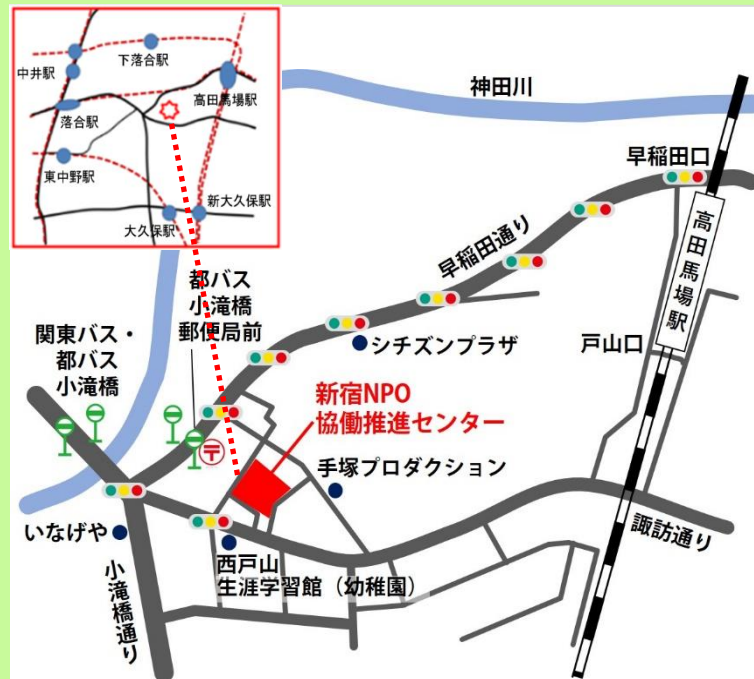 中井駅
下落合駅
高田馬場駅
落合駅
東中野駅
新大久保駅
大久保駅
神田川
早稲田口
早稲田通り
高田馬場駅
都バス
小滝橋
郵便局前
関東バス・
都バス
小滝橋
シチズンプラザ
戸山口
新宿NPO
協働推進センター
〒
手塚プロダクション
いなげや
西戸山
生涯学習館（幼稚園）
諏訪通り
小滝橋通り